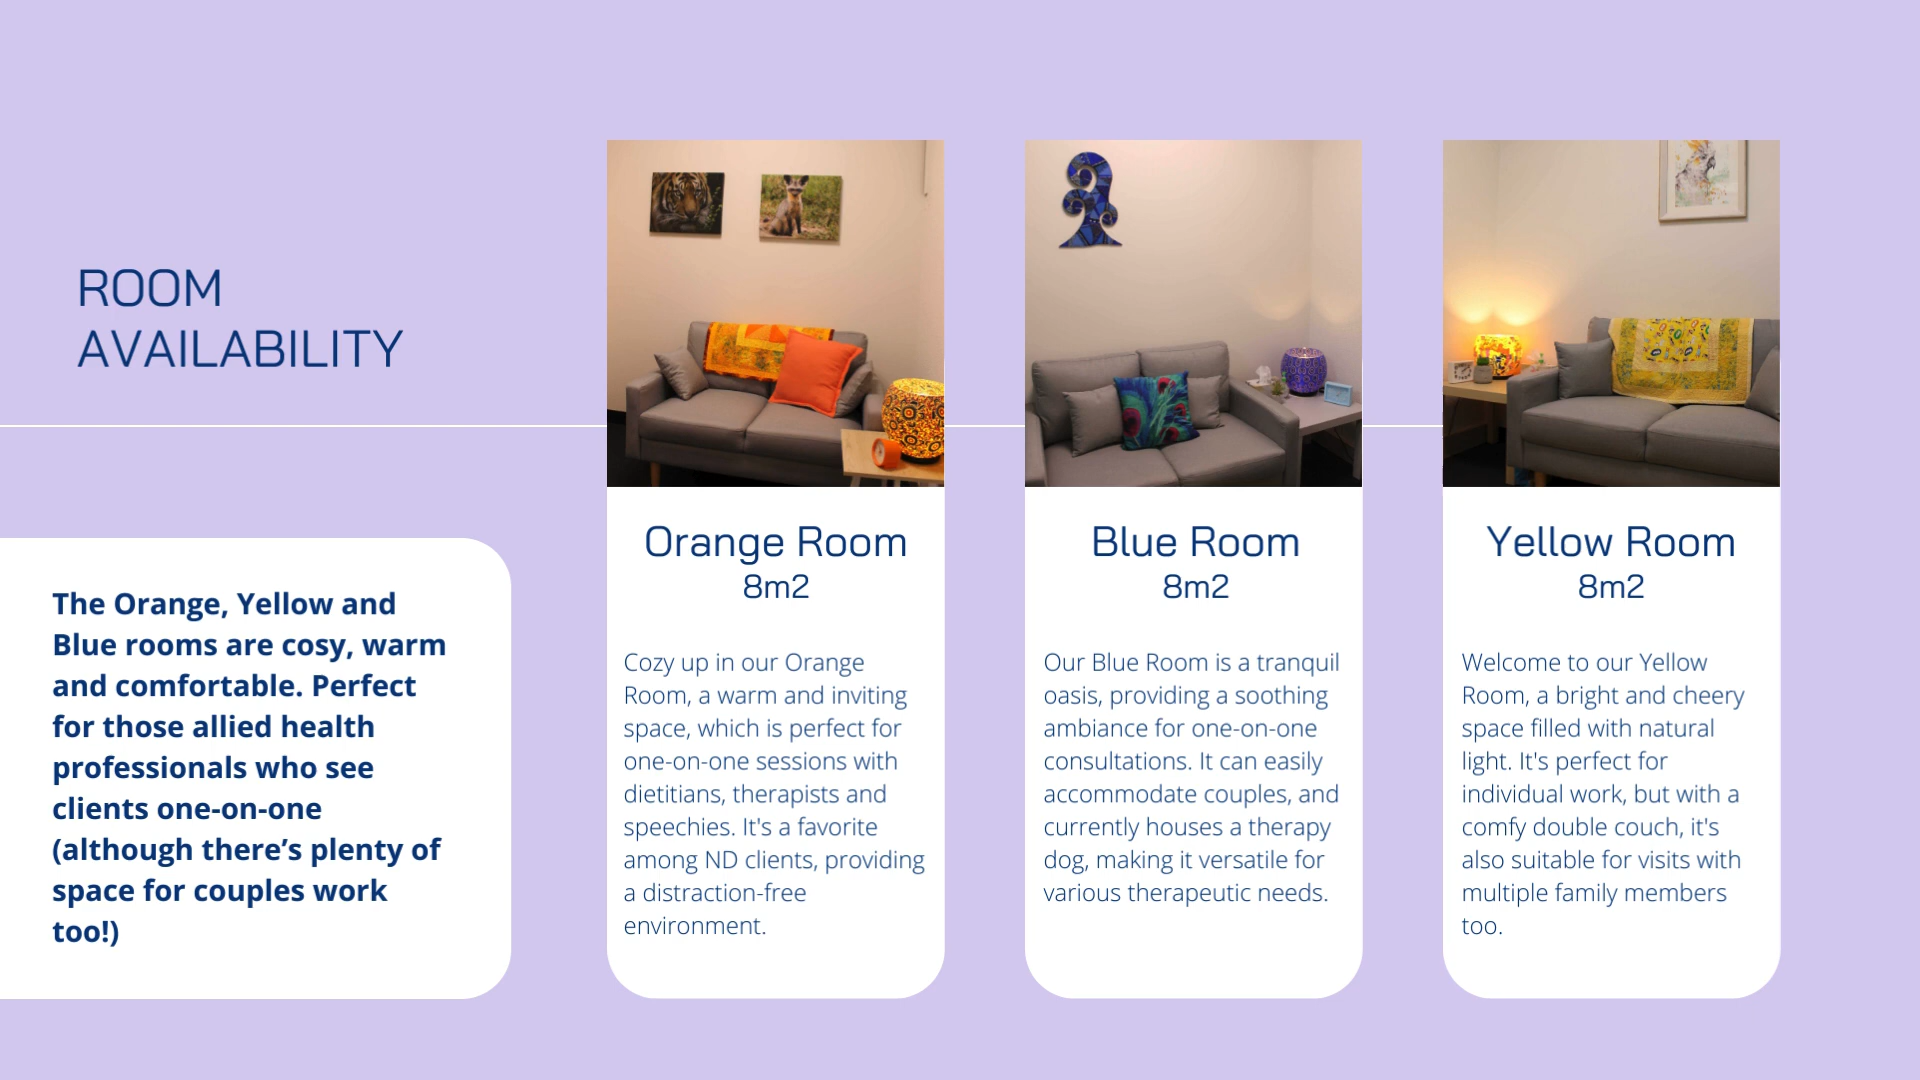 ROOM
AVAILABILITY
The Orange, Yellow and
Blue rooms are cosy, warm
and comfortable. Perfect
for those allied health
professionals who see
clients one-on-one
(although there’s plenty of
space for couples work
too!)
Orange Room
8m2
Cozy up in our Orange
Room, a warm and inviting
space, which is perfect for
one-on-one sessions with
dietitians, therapists and
speechies. It's a favorite
among ND clients, providing
a distraction-free
environment.
Blue Room
8m2
Our Blue Room is a tranquil
oasis, providing a soothing
ambiance for one-on-one
consultations. It can easily
accommodate couples, and
currently houses a therapy
dog, making it versatile for
various therapeutic needs.
Yellow Room
8m2
Welcome to our Yellow
Room, a bright and cheery
space filled with natural
light. It's perfect for
individual work, but with a
comfy double couch, it's
also suitable for visits with
multiple family members
too.